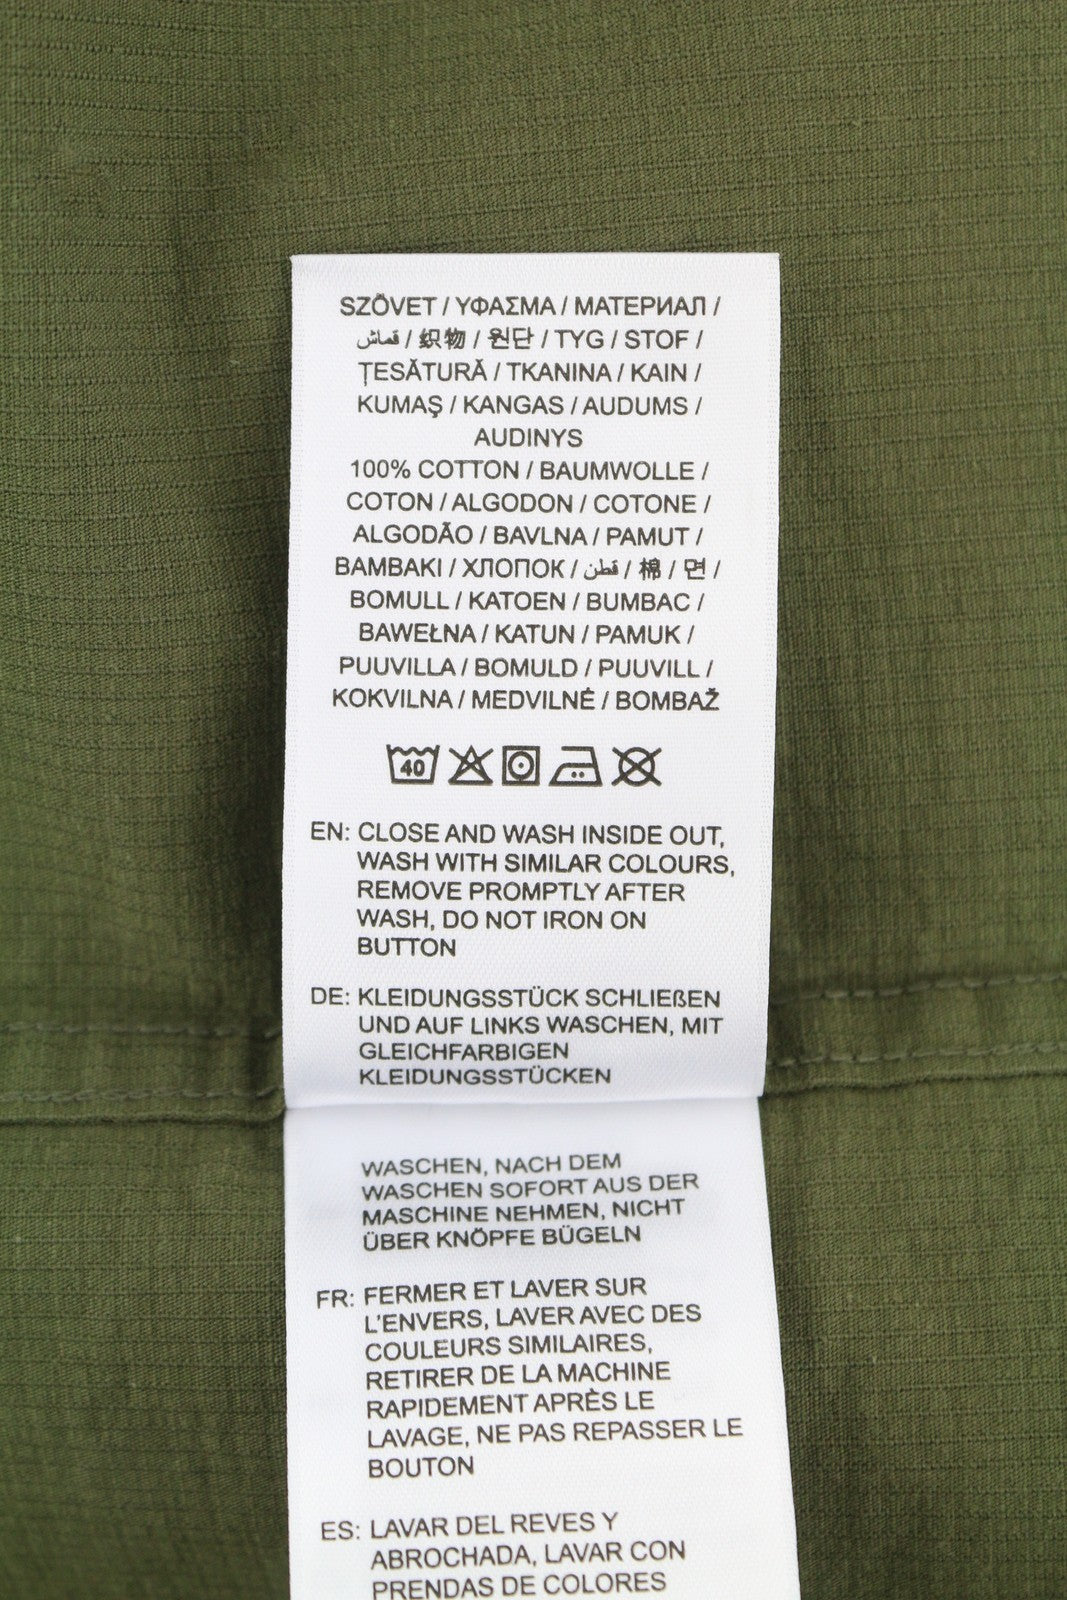 SZÖVET / ΥΦΑΣΜΑ / МАТЕРИАЛ /
قماش / 织物 / 원단 / TYG / STOF /
ȚESĂTURĂ / TKANINA / KAIN /
KUMAŞ / KANGAS / AUDUMS /
AUDINYS
100% COTTON / BAUMWOLLE /
COTON / ALGODON / COTONE /
ALGODÃO / BAVLNA / PAMUT /
ΒΑΜΒΑΚΙ / ХЛОПОК / قطن / 棉 / 면 /
BOMULL / KATOEN / BUMBAC /
BAWEŁNA / KATUN / PAMUK /
PUUVILLA / BOMULD / PUUVILL /
KOKVILNA / MEDVILNĖ / BOMBAŽ
40
EN: CLOSE AND WASH INSIDE OUT,
WASH WITH SIMILAR COLOURS,
REMOVE PROMPTLY AFTER
WASH, DO NOT IRON ON
BUTTON
DE: KLEIDUNGSSTÜCK SCHLIEßEN
UND AUF LINKS WASCHEN, MIT
GLEICHFARBIGEN
KLEIDUNGSSTÜCKEN
WASCHEN, NACH DEM
WASCHEN SOFORT AUS DER
MASCHINE NEHMEN, NICHT
ÜBER KNÖPFE BÜGELN
FR: FERMER ET LAVER SUR
L'ENVERS, LAVER AVEC DES
COULEURS SIMILAIRES,
RETIRER DE LA MACHINE
RAPIDEMENT APRÈS LE
LAVAGE, NE PAS REPASSER LE
BOUTON
ES: LAVAR DEL REVES Y
ABROCHADA, LAVAR CON
PRENDAS DE COLORES